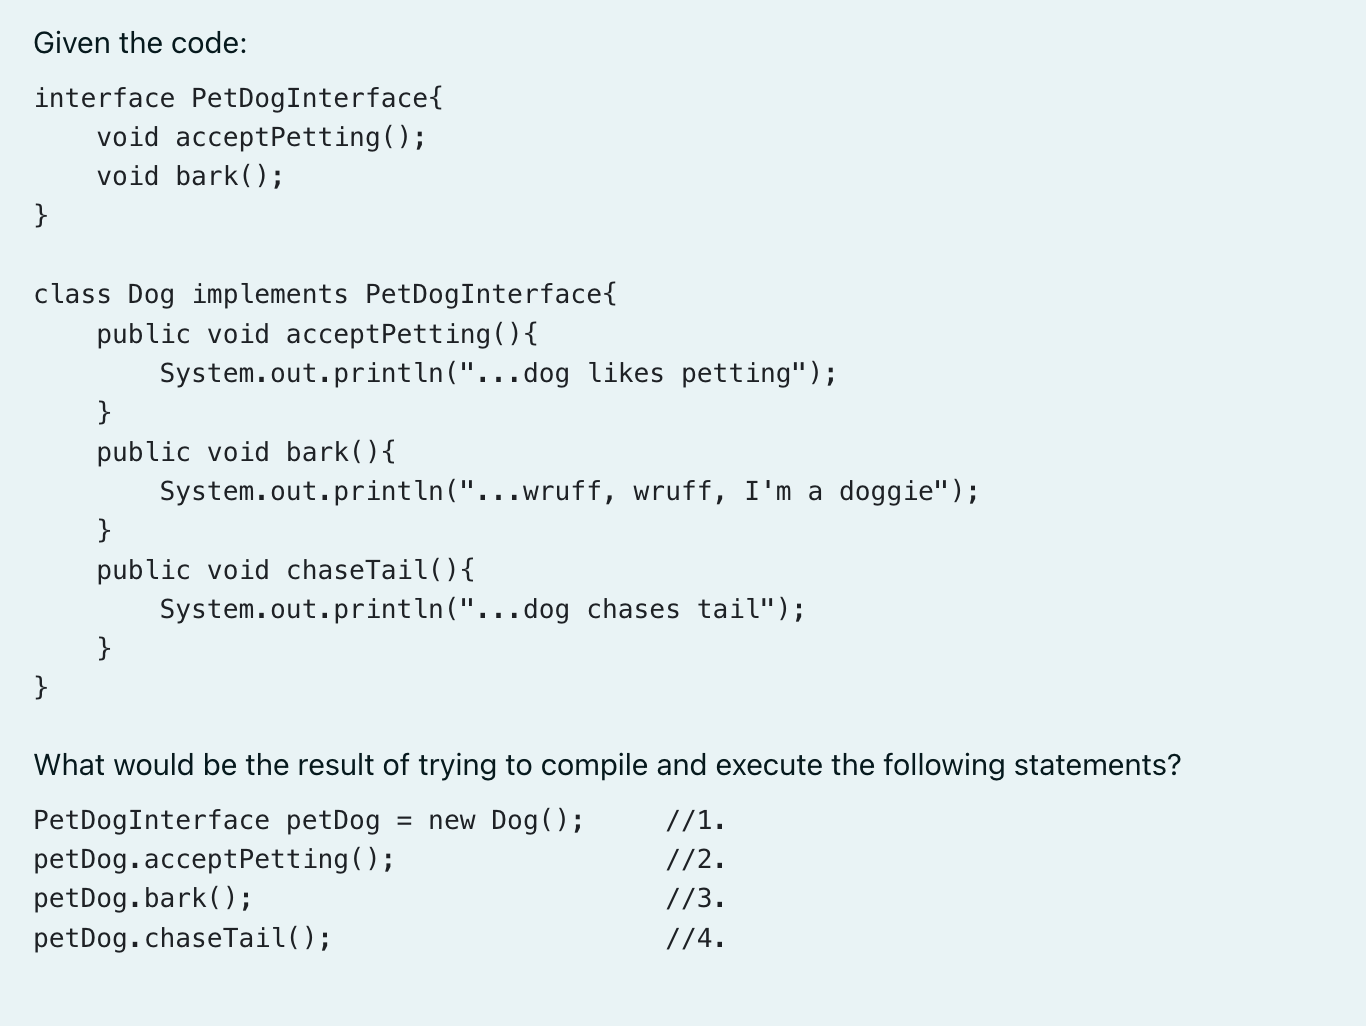 Given the code:
interface PetDogInterface{
    void acceptPetting();
    void bark();
}

class Dog implements PetDogInterface{
    public void acceptPetting(){
        System.out.println("...dog likes petting");
    }
    public void bark(){
        System.out.println("...wruff, wruff, I'm a doggie");
    }
    public void chaseTail(){
        System.out.println("...dog chases tail");
    }
}

What would be the result of trying to compile and execute the following statements?
PetDogInterface petDog = new Dog();     //1.
petDog.acceptPetting();                 //2.
petDog.bark();                          //3.
petDog.chaseTail();                     //4.